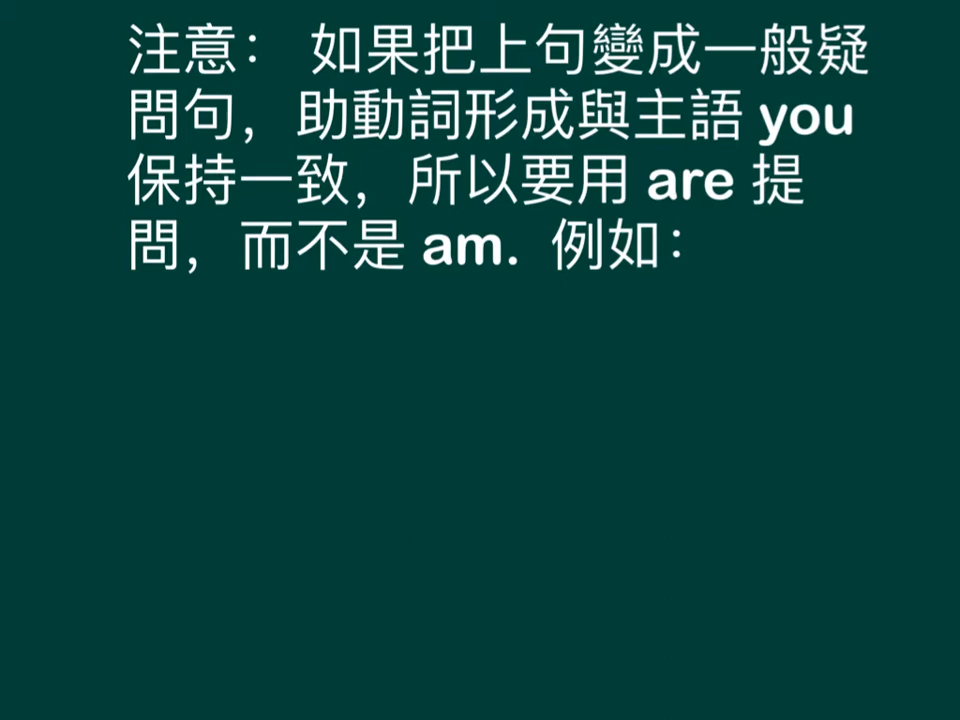 注意： 如果把上句變成一般疑
問句，助動詞形成與主語 you
保持一致，所以要用 are 提
問，而不是 am. 例如：